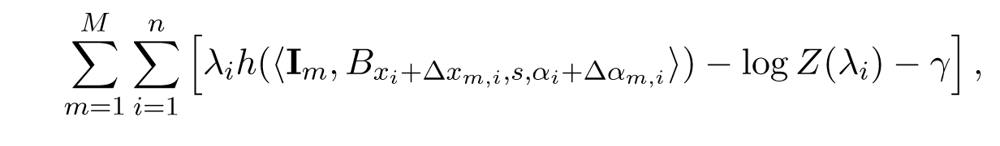 \sum_{m=1}^{M} \sum_{i=1}^{n} \left[ \lambda_i h(\langle \mathbf{I}_m, B_{x_i+\Delta x_{m,i},s,\alpha_i+\Delta\alpha_{m,i}} \rangle) - \log Z(\lambda_i) - \gamma \right],